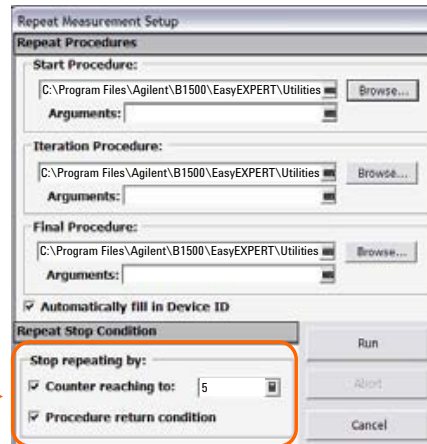 Repeat Measurement Setup
Repeat Procedures
Start Procedure:
C:\Program Files\Agilent\B1500\EasyEXPERT\Utilities
Browse...
Arguments:
Iteration Procedure:
C:\Program Files\Agilent\B1500\EasyEXPERT\Utilities
Browse...
Arguments:
Final Procedure:
C:\Program Files\Agilent\B1500\EasyEXPERT\Utilities
Browse...
Arguments:
Automatically fill in Device ID
Repeat Stop Condition
Run
Stop repeating by:
Counter reaching to: 5
Abort
Procedure return condition
Cancel